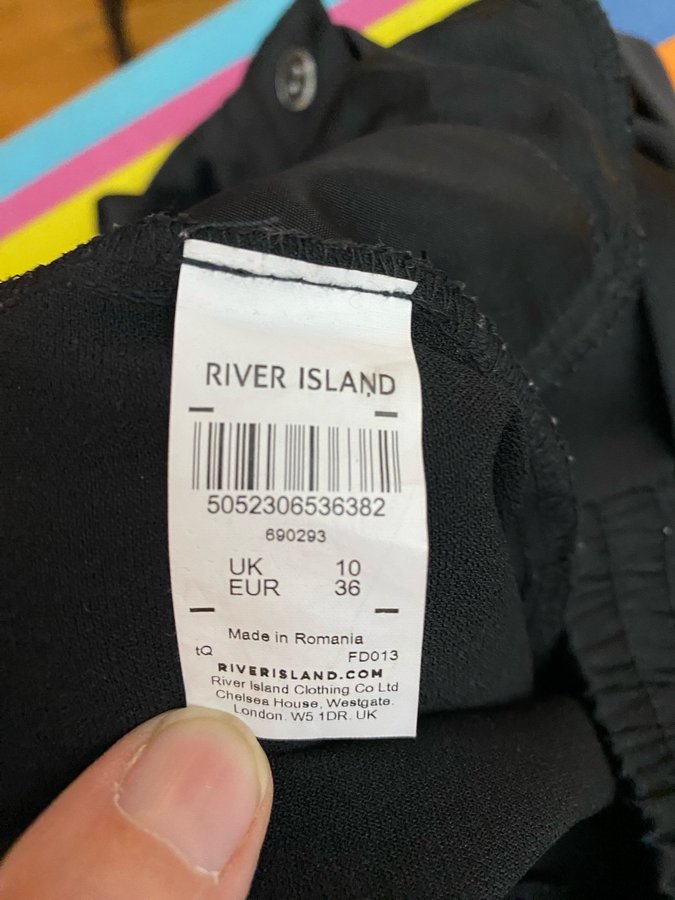 RIVER ISLAND
5052306536382
690293
UK 10
EUR 36
Made in Romania
tQ FD013
RIVERISLAND.COM
River Island Clothing Co Ltd
Chelsea House, Westgate.
London. W5 1DR. UK